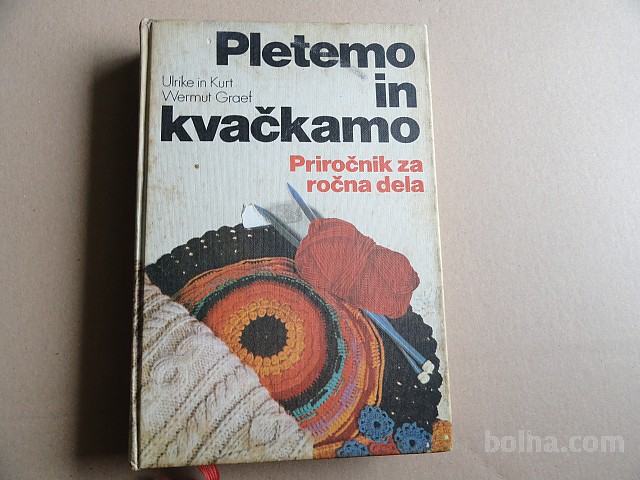 Pletemo
in
kvačkamo
Ulrike in Kurt
Wermut Graef
Priročnik za
ročna dela
bolha.com